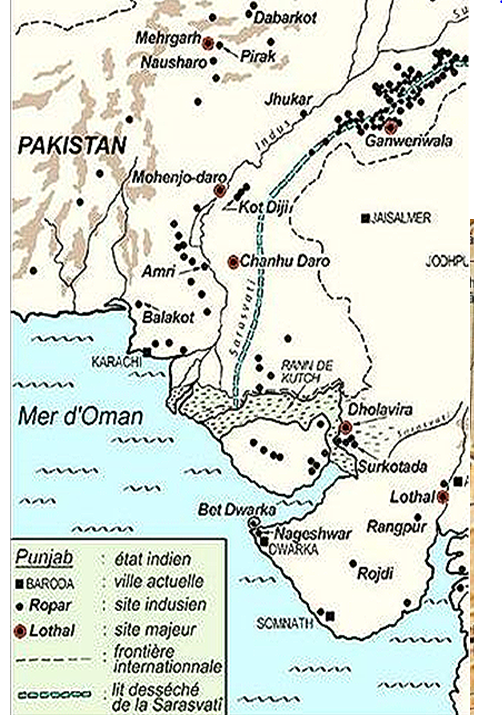 Dabarkot
Mehrgarh
Pirak
Nausharo
Jhukar
Indus
Ganweriwala
PAKISTAN
Mohenjo-daro
Kot Diji
JAISALMER
Chanhu Daro
JODHPU
Amri
Sarasvati
Balakot
KARACHI
RANN DE
KUTCH
Mer d'Oman
Dholavira
Sarasvati
Surkotada
Lothal
Bet Dwarka
Rangpur
Nageshwar
DWARKA
Rojdi
SOMNATH
Punjab : état indien
BARODA : ville actuelle
Ropar : site indusien
Lothal : site majeur
: frontière
internationnale
: lit desséché
de la Sarasvati